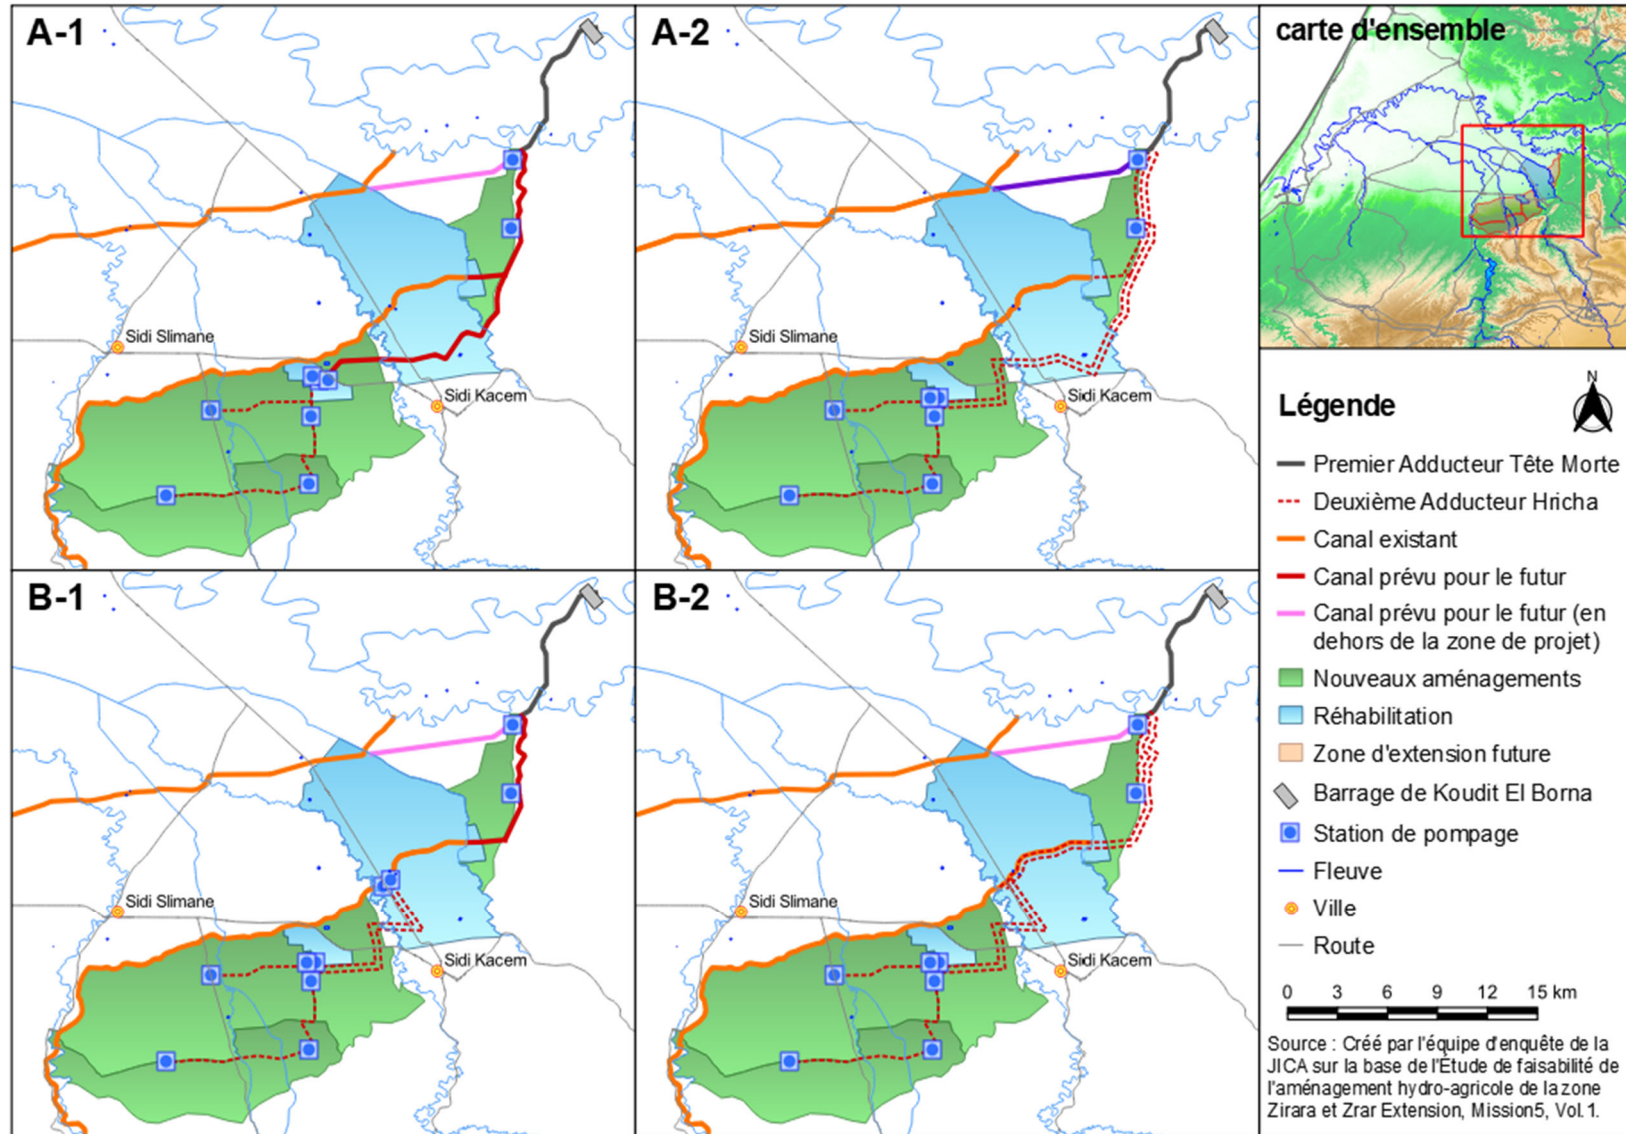 A-1
Sidi Slimane
Sidi Kacem
A-2
Sidi Slimane
Sidi Kacem
B-1
Sidi Slimane
Sidi Kacem
B-2
Sidi Slimane
Sidi Kacem
carte d'ensemble
N
Légende
Premier Adducteur Tête Morte
Deuxième Adducteur Hricha
Canal existant
Canal prévu pour le futur
Canal prévu pour le futur (en
dehors de la zone de projet)
Nouveaux aménagements
Réhabilitation
Zone d'extension future
Barrage de Koudit El Borna
Station de pompage
Fleuve
Ville
Route
0 3 6 9 12 15 km
Source : Créé par l'équipe d'enquête de la
JICA sur la base de l'Étude de faisabilité de
l'aménagement hydro-agricole de la zone
Zirara et Zrar Extension, Mission5, Vol.1.